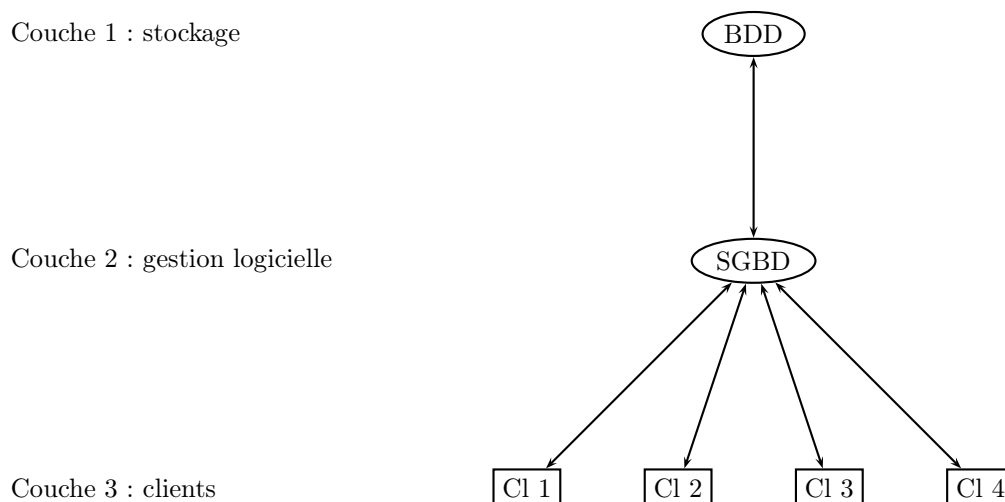 Couche 1 : stockage
BDD
Couche 2 : gestion logicielle
SGBD
Couche 3 : clients
Cl 1
Cl 2
Cl 3
Cl 4